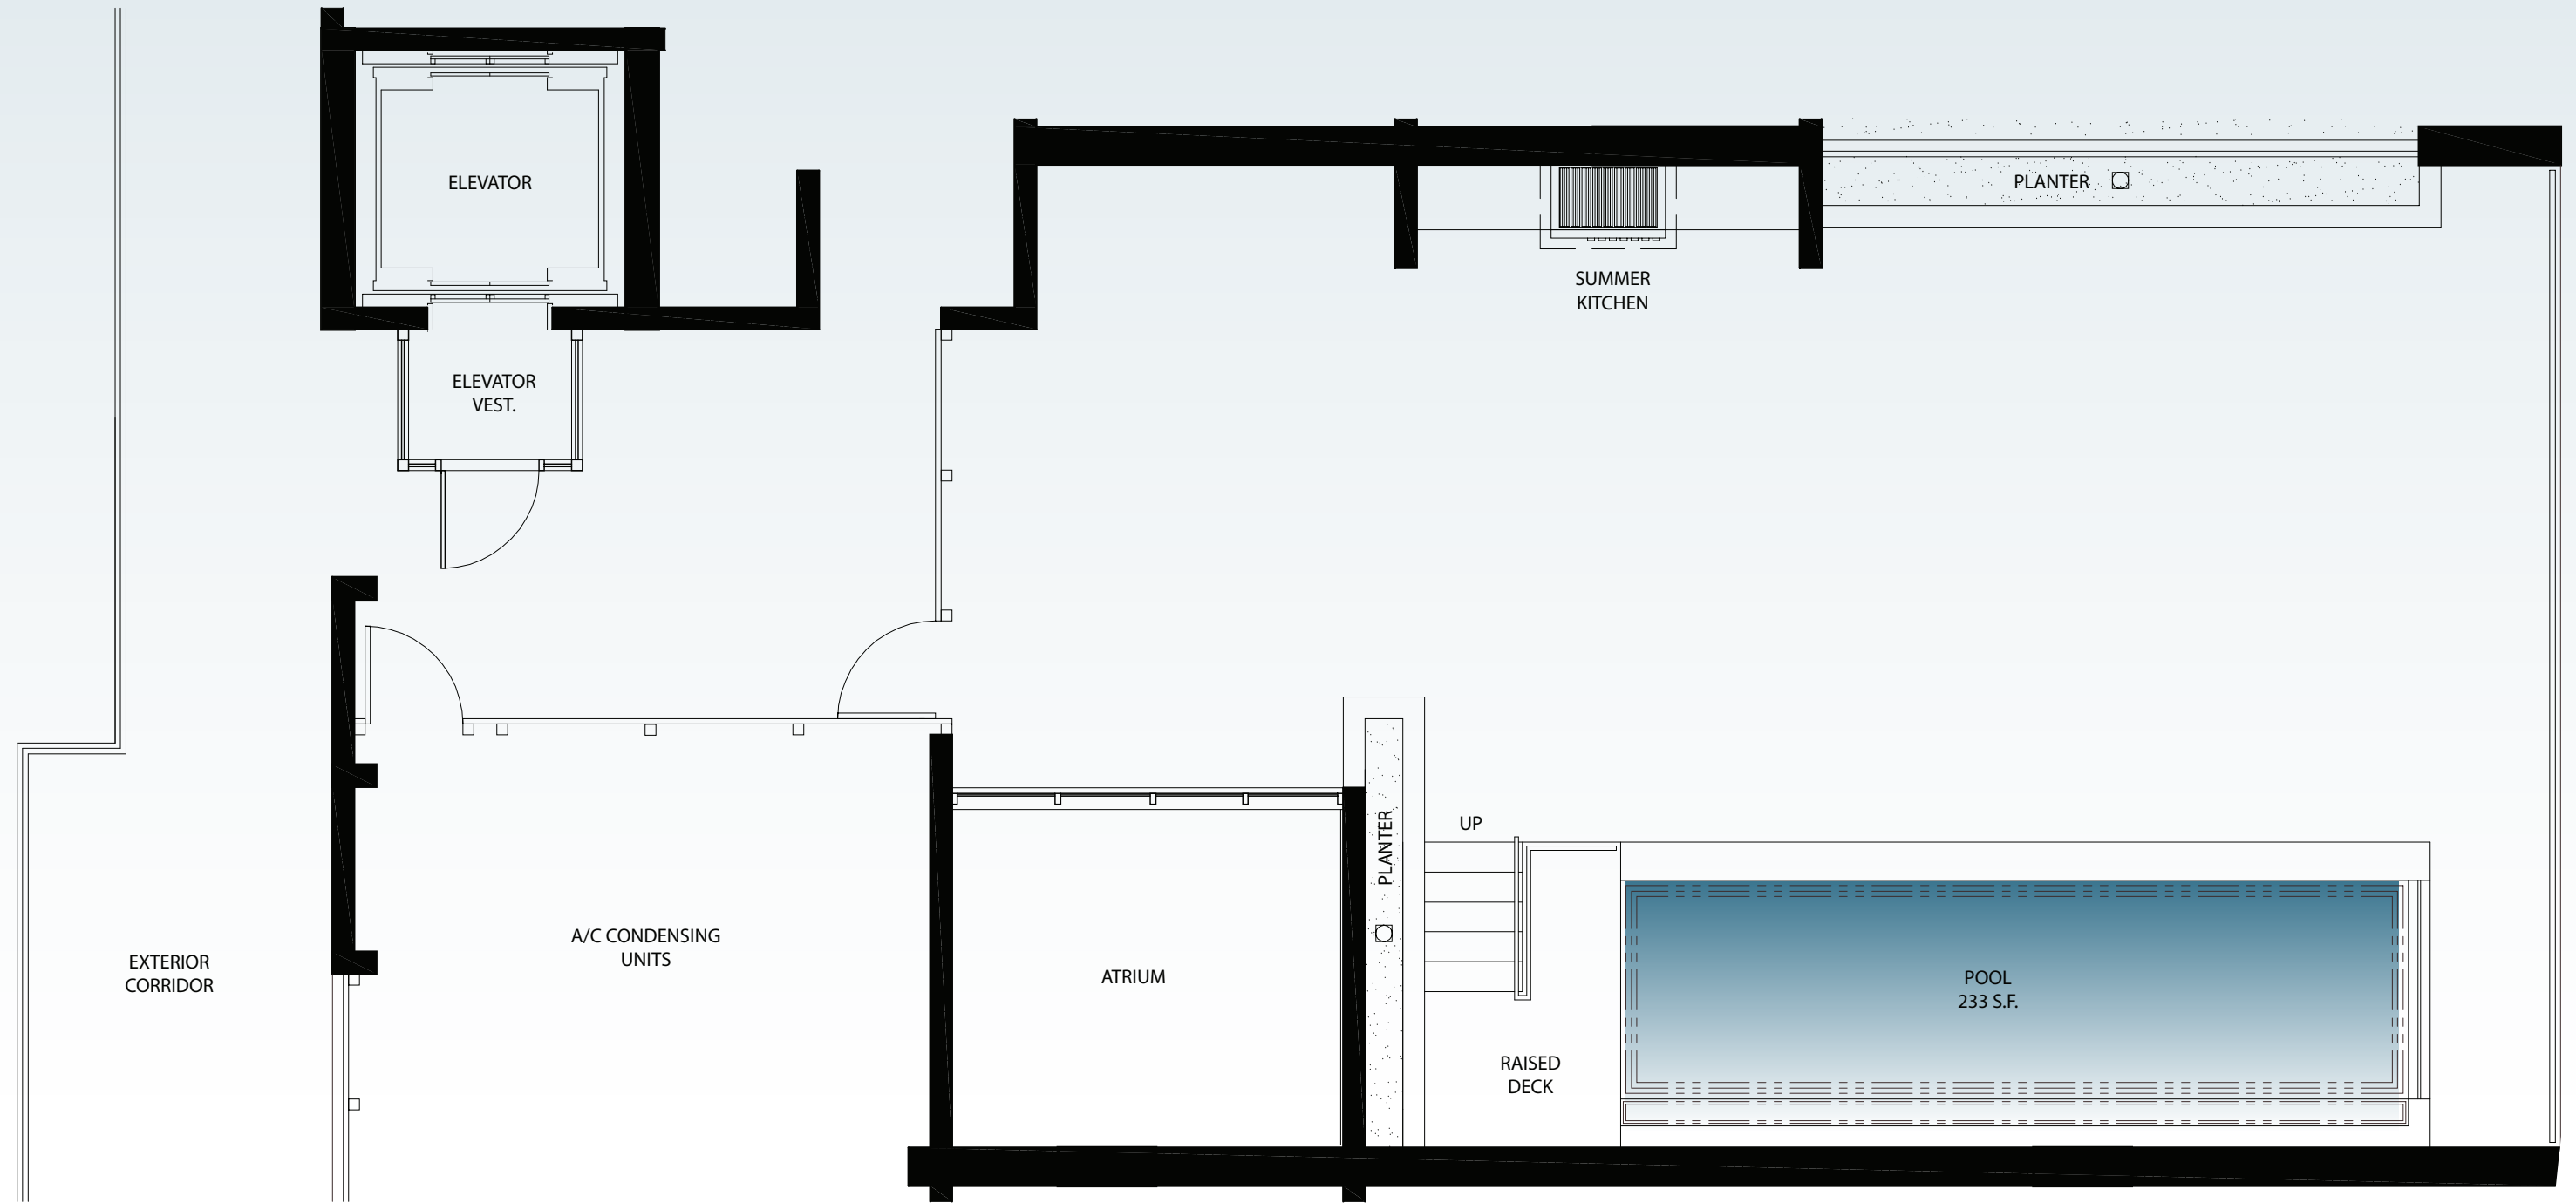 ELEVATOR
PLANTER
SUMMER
KITCHEN
ELEVATOR
VEST.
UP
PLANTER
A/C CONDENSING
UNITS
EXTERIOR
CORRIDOR
ATRIUM
POOL
233 S.F.
RAISED
DECK